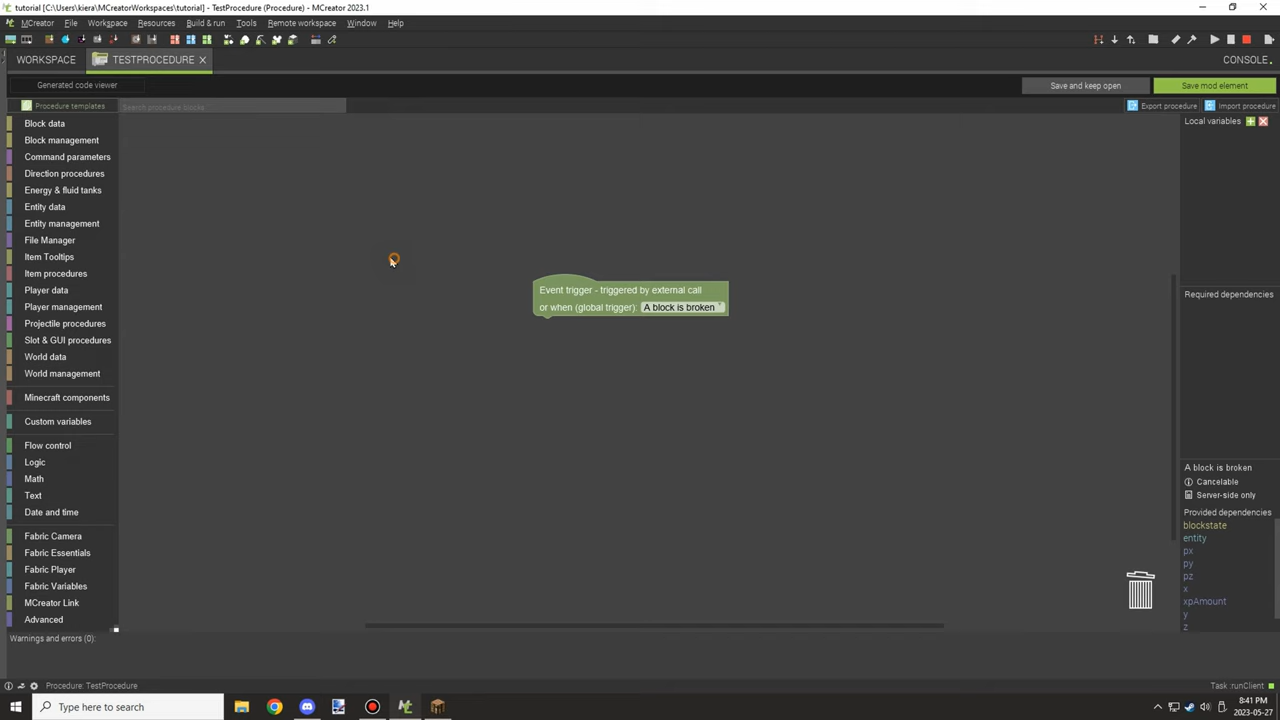 tutorial [C:\Users\kiera\MCreatorWorkspaces\tutorial] - TestProcedure (Procedure) - MCreator 2023.1
MCreator File Workspace Resources Build & run Tools Remote workspace Window Help
WORKSPACE TESTPROCEDURE CONSOLE
Generated code viewer Save and keep open Save mod element
Procedure templates Search procedure blocks Export procedure Import procedure
Local variables
Block data
Block management
Command parameters
Direction procedures
Energy & fluid tanks
Entity data
Entity management
File Manager
Item Tooltips
Item procedures
Player data
Player management
Projectile procedures
Slot & GUI procedures
World data
World management
Minecraft components
Custom variables
Flow control
Logic
Math
Text
Date and time
Fabric Camera
Fabric Essentials
Fabric Player
Fabric Variables
MCreator Link
Advanced
Event trigger - triggered by external call
or when (global trigger): A block is broken
Required dependencies
A block is broken
Cancelable
Server-side only
Provided dependencies
blockstate
entity
px
py
pz
x
xpAmount
y
z
Warnings and errors (0):
Procedure: TestProcedure Task :runClient
Type here to search
8:41 PM
2023-05-27